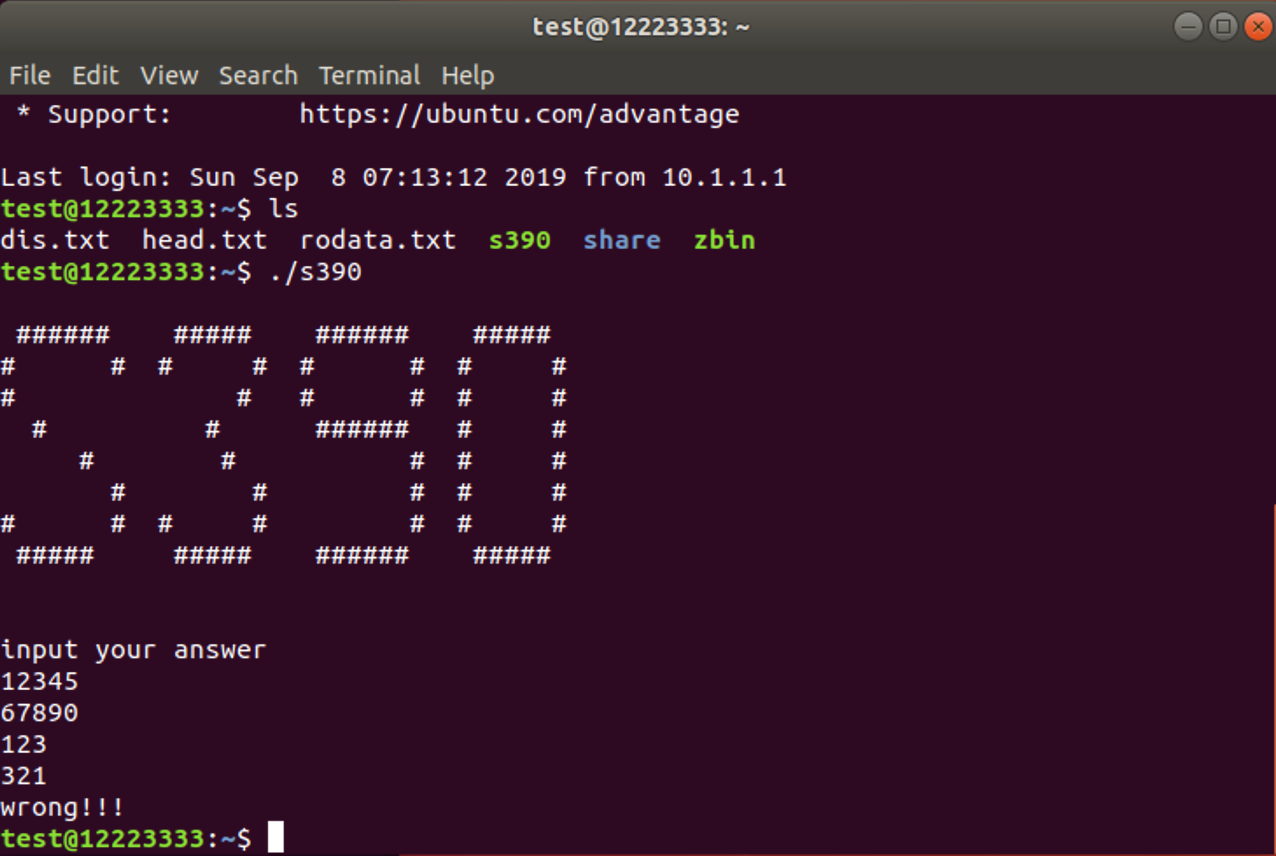 test@12223333: ~
File Edit View Search Terminal Help
 * Support:        https://ubuntu.com/advantage

Last login: Sun Sep  8 07:13:12 2019 from 10.1.1.1
test@12223333:~$ ls
dis.txt  head.txt  rodata.txt  s390  share  zbin
test@12223333:~$ ./s390

 ######    #####    ######    #####
#      #  #     #  #      #  #     #
#              #   #      #  #     #
  #          #      ######   #     #
     #        #           #  #     #
       #        #         #  #     #
#      #  #     #         #  #     #
 #####     #####    ######    #####


input your answer
12345
67890
123
321
wrong!!!
test@12223333:~$